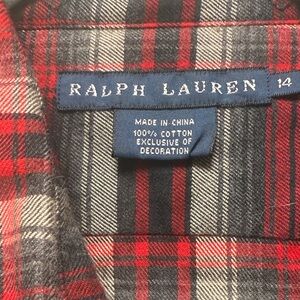 RALPH LAUREN 14
MADE IN CHINA
100% COTTON
EXCLUSIVE OF
DECORATION